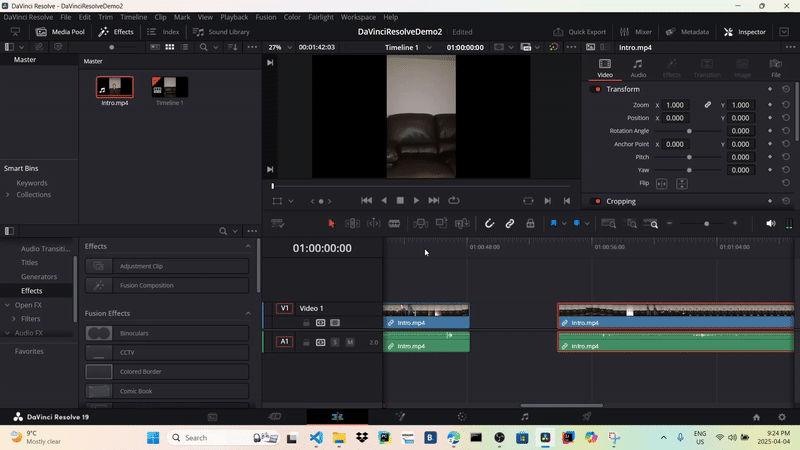 DaVinci Resolve - DaVinciResolveDemo2
DaVinci Resolve File Edit Trim Timeline Clip Mark View Playback Fusion Color Fairlight Workspace Help
Media Pool Effects Index Sound Library DaVinciResolveDemo2 Edited Quick Export Mixer Metadata Inspector
27% 00:01:42:03 Timeline 1 01:00:00:00 Intro.mp4
Master Master
Intro.mp4 Timeline 1
Video Audio Effects Transition Image File
Transform
Zoom X 1.000 Y 1.000
Position X 0.000 Y 0.000
Rotation Angle 0.000
Anchor Point X 0.000 Y 0.000
Pitch 0.000
Yaw 0.000
Flip
Cropping
Smart Bins
Keywords
Collections
Audio Transiti...
Titles
Generators
Effects
Open FX
Filters
Audio FX
Favorites
Effects
Adjustment Clip
Fusion Composition
Fusion Effects
Binoculars
CCTV
Colored Border
Comic Book
01:00:00:00
01:00:48:00 01:00:56:00 01:01:04:00
V1 Video 1
Intro.mp4 Intro.mp4
A1 S M 2.0
Intro.mp4 Intro.mp4
DaVinci Resolve 19
9°C
Mostly clear
Search
ENG
US
9:24 PM
2025-04-04